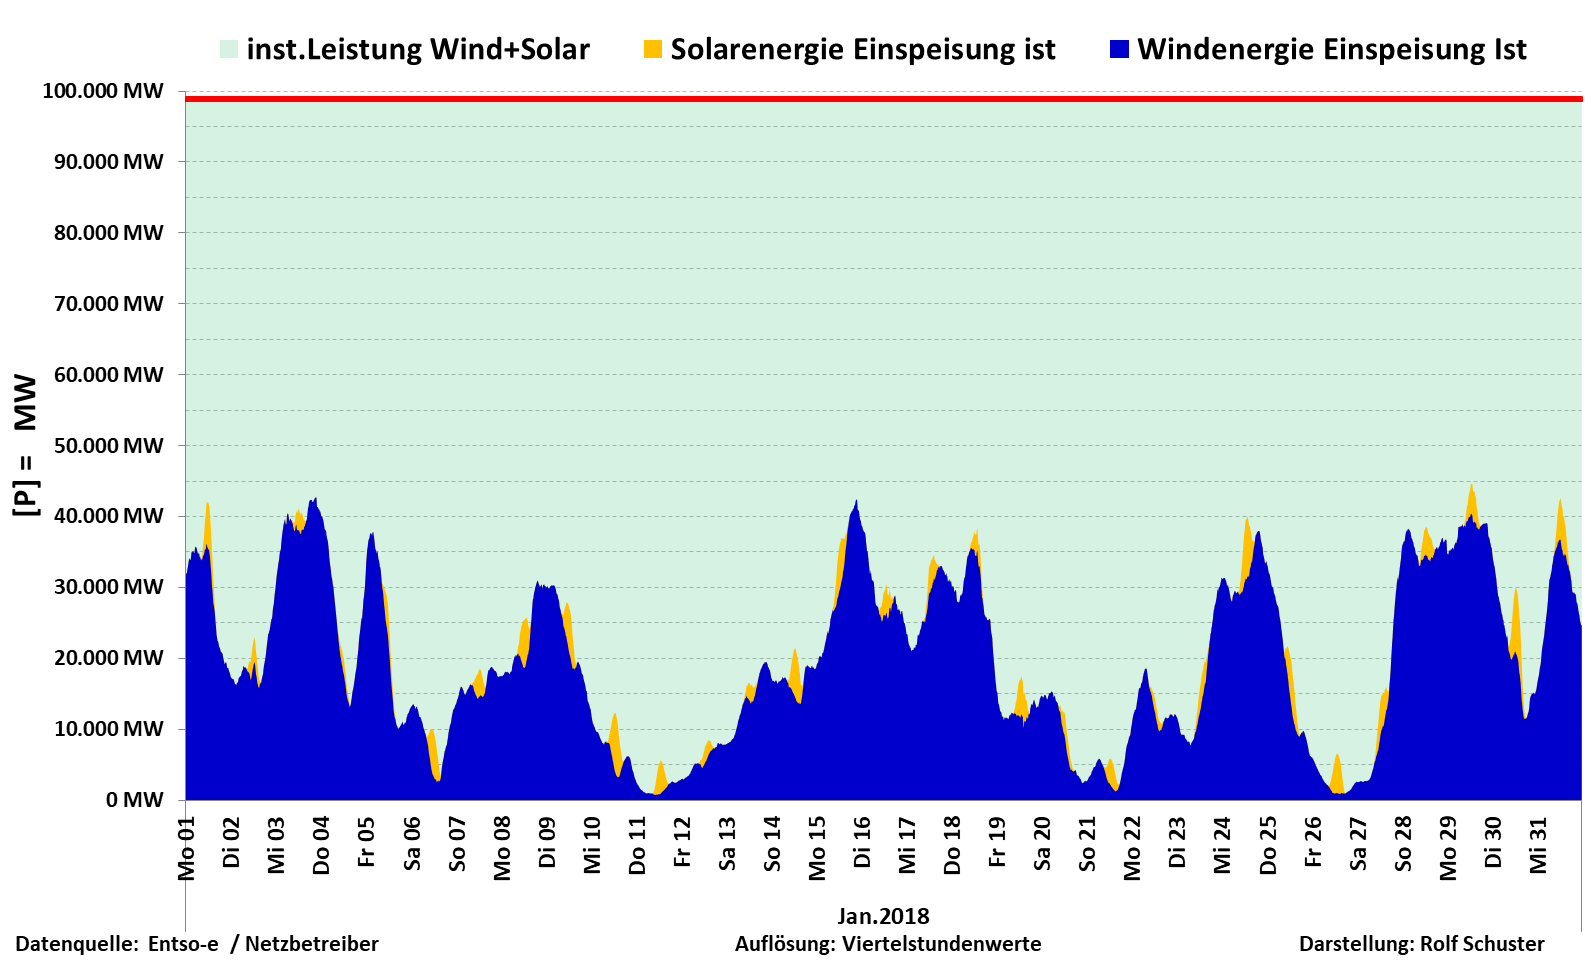 inst.Leistung Wind+Solar Solarenergie Einspeisung ist Windenergie Einspeisung Ist
100.000 MW
90.000 MW
80.000 MW
70.000 MW
60.000 MW
50.000 MW
40.000 MW
30.000 MW
20.000 MW
10.000 MW
0 MW
[P] = MW
Mo 01
Di 02
Mi 03
Do 04
Fr 05
Sa 06
So 07
Mo 08
Di 09
Mi 10
Do 11
Fr 12
Sa 13
So 14
Mo 15
Di 16
Mi 17
Do 18
Fr 19
Sa 20
So 21
Mo 22
Di 23
Mi 24
Do 25
Fr 26
Sa 27
So 28
Mo 29
Di 30
Mi 31
Jan.2018
Datenquelle: Entso-e / Netzbetreiber Auflösung: Viertelstundenwerte Darstellung: Rolf Schuster